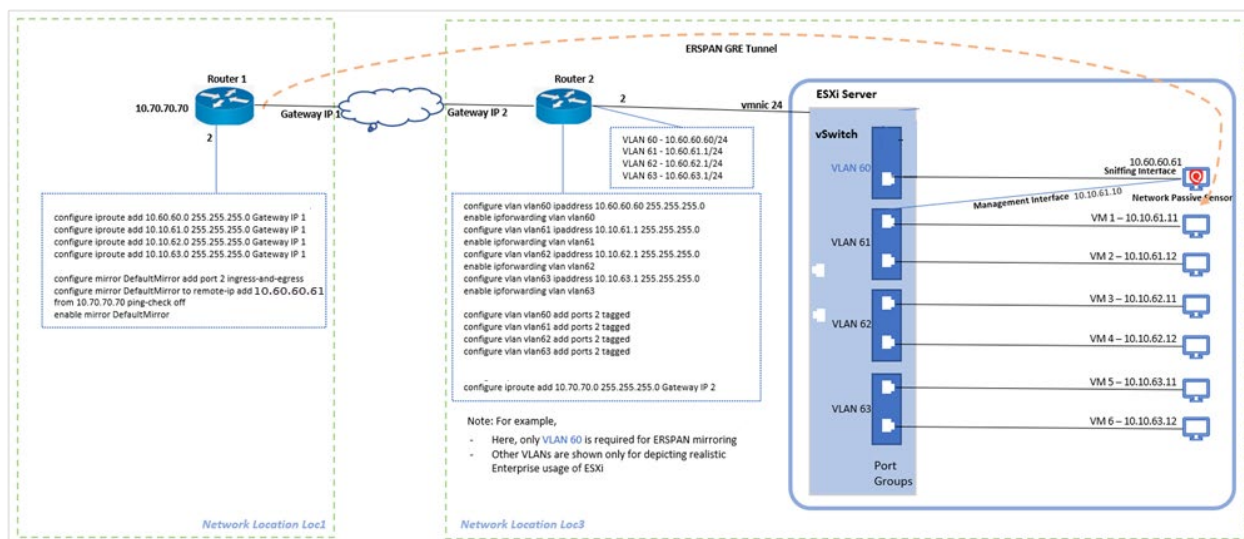 ERSPAN GRE Tunnel
Router 1
10.70.70.70
2
Gateway IP 1
Gateway IP 2
Router 2
2
vmnic 24
VLAN 60 - 10.60.60.60/24
VLAN 61 - 10.60.61.1/24
VLAN 62 - 10.60.62.1/24
VLAN 63 - 10.60.63.1/24
configure iproute add 10.60.60.0 255.255.255.0 Gateway IP 1
configure iproute add 10.10.61.0 255.255.255.0 Gateway IP 1
configure iproute add 10.10.62.0 255.255.255.0 Gateway IP 1
configure iproute add 10.10.63.0 255.255.255.0 Gateway IP 1
configure mirror DefaultMirror add port 2 ingress-and-egress
configure mirror DefaultMirror to remote-ip add 10.60.60.61
from 10.70.70.70 ping-check off
enable mirror DefaultMirror
configure vlan vlan60 ipaddress 10.60.60.60 255.255.255.0
enable ipforwarding vlan vlan60
configure vlan vlan61 ipaddress 10.10.61.1 255.255.255.0
enable ipforwarding vlan vlan61
configure vlan vlan62 ipaddress 10.10.62.1 255.255.255.0
enable ipforwarding vlan vlan62
configure vlan vlan63 ipaddress 10.10.63.1 255.255.255.0
enable ipforwarding vlan vlan63
configure vlan vlan60 add ports 2 tagged
configure vlan vlan61 add ports 2 tagged
configure vlan vlan62 add ports 2 tagged
configure vlan vlan63 add ports 2 tagged
configure iproute add 10.70.70.0 255.255.255.0 Gateway IP 2
Note: For example,
- Here, only VLAN 60 is required for ERSPAN mirroring
- Other VLANs are shown only for depicting realistic
Enterprise usage of ESXi
ESXi Server
vSwitch
VLAN 60
VLAN 61
VLAN 62
VLAN 63
Port
Groups
10.60.60.61
Sniffing Interface
Q
Network Passive Sensor
Management Interface 10.10.61.10
VM 1 – 10.10.61.11
VM 2 – 10.10.61.12
VM 3 – 10.10.62.11
VM 4 – 10.10.62.12
VM 5 – 10.10.63.11
VM 6 – 10.10.63.12
Network Location Loc1
Network Location Loc3